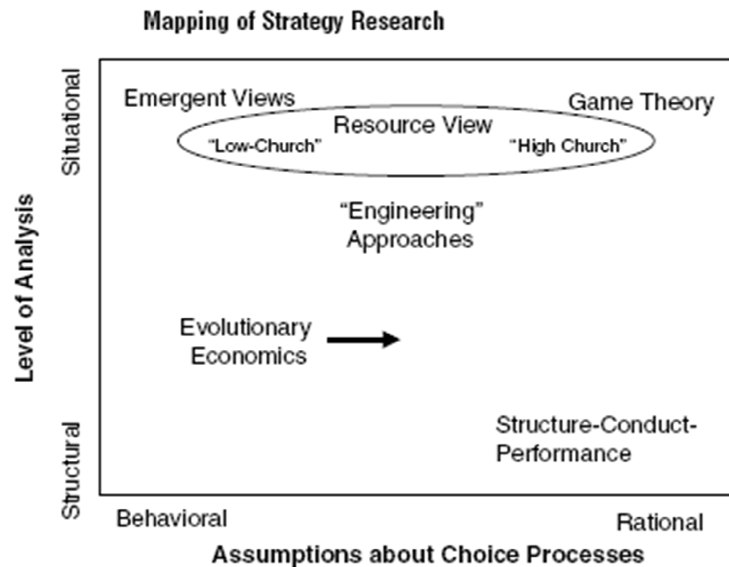 Mapping of Strategy Research
Situational
Emergent Views
Game Theory
Resource View
“Low-Church”
“High Church”
“Engineering”
Approaches
Level of Analysis
Evolutionary
Economics
Structure-Conduct-
Performance
Structural
Behavioral
Rational
Assumptions about Choice Processes